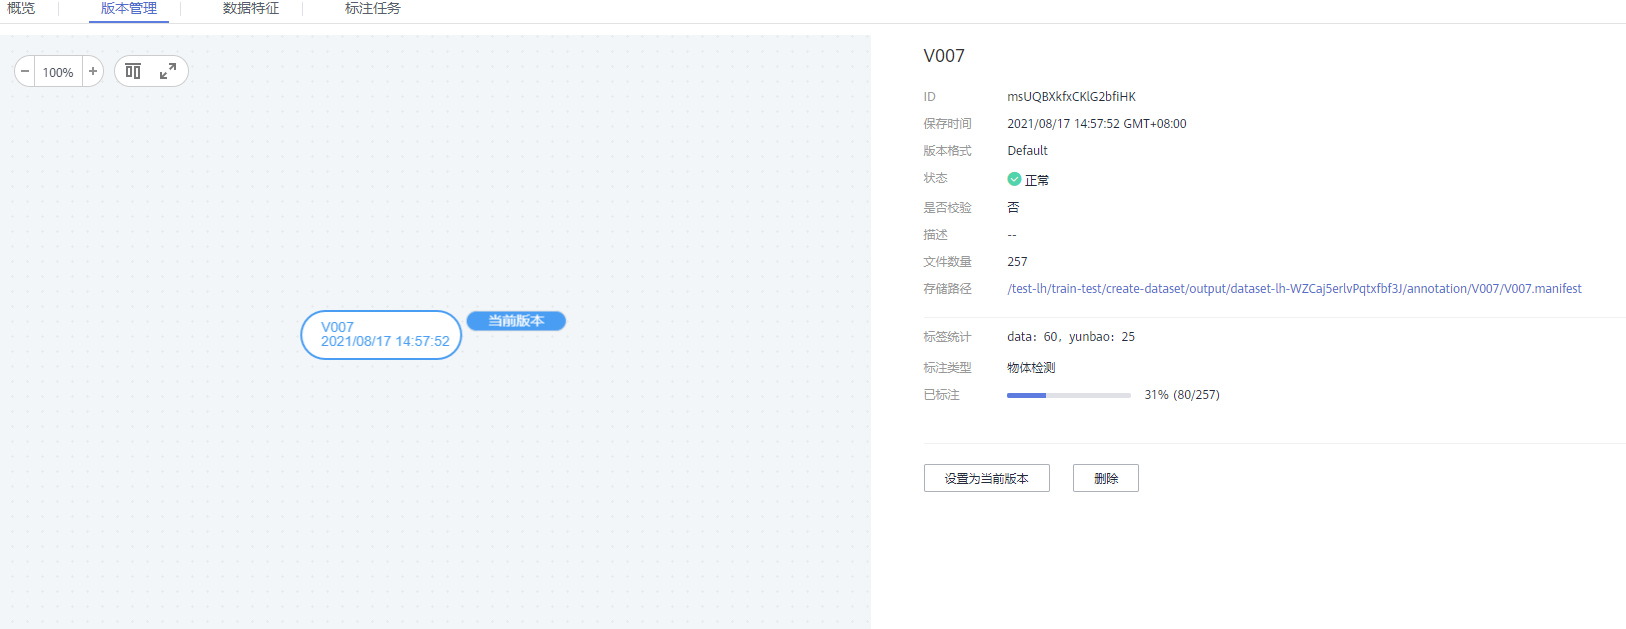 概览 版本管理 数据特征 标注任务
100%
V007
2021/08/17 14:57:52
当前版本
V007
ID msUQBXkfxCKlG2bfiHK
保存时间 2021/08/17 14:57:52 GMT+08:00
版本格式 Default
状态 正常
是否校验 否
描述 --
文件数量 257
存储路径 /test-lh/train-test/create-dataset/output/dataset-lh-WZCaj5erlvPqtxfbf3J/annotation/V007/V007.manifest
标签统计 data：60，yunbao：25
标注类型 物体检测
已标注 31% (80/257)
设置为当前版本 删除